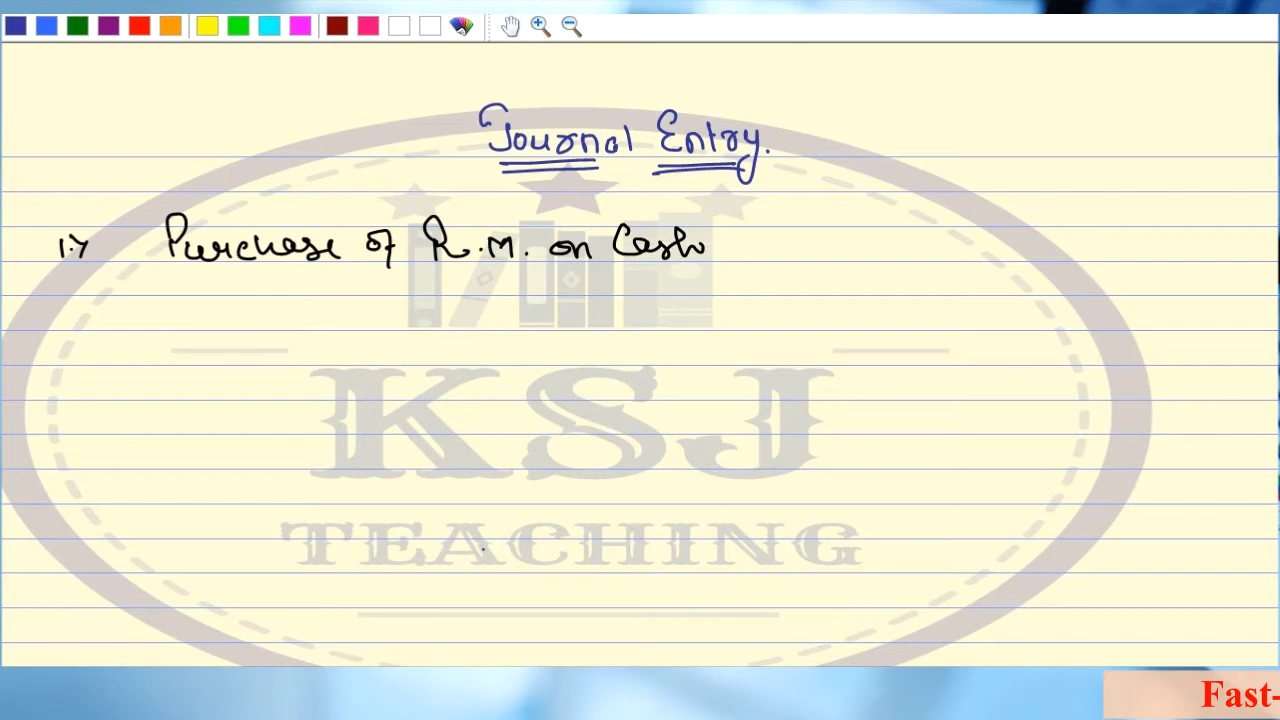 Journal Entry.
1.> Purchase of R.M. on Cash
KSJ
TEACHING
Fast-